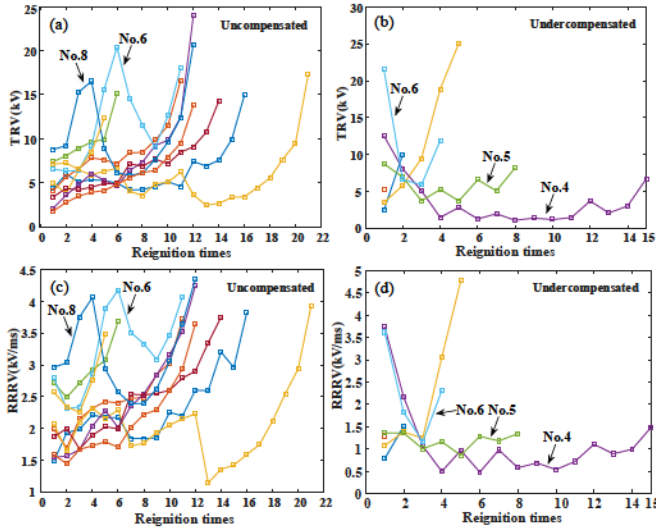 (a)
Uncompensated
No.6
No.8
TRV(kV)
25
20
15
10
5
0
0 2 4 6 8 10 12 14 16 18 20 22
Reignition times
(b)
Undercompensated
No.6
No.5
No.4
TRV(kV)
30
25
20
15
10
5
0
0 2 4 6 8 10 12 14 15
Reignition times
(c)
Uncompensated
No.6
No.8
RRRV(kV/ms)
4.5
4
3.5
3
2.5
2
1.5
1
0 2 4 6 8 10 12 14 16 18 20 22
Reignition times
(d)
Undercompensated
No.6 No.5
No.4
RRRV(kV/ms)
5
4.5
4
3.5
3
2.5
2
1.5
1
0.5
0
0 2 4 6 8 10 12 14 15
Reignition times